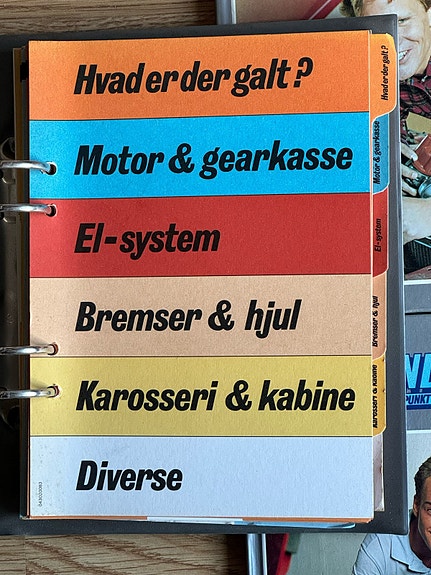 Hvad er der galt?
Hvad er der galt?
Motor & gearkasse
Motor & gearkasse
El-system
El-system
Bremser & hjul
Bremser & hjul
Karosseri & kabine
Karosseri & kabine
Diverse
PUNKT